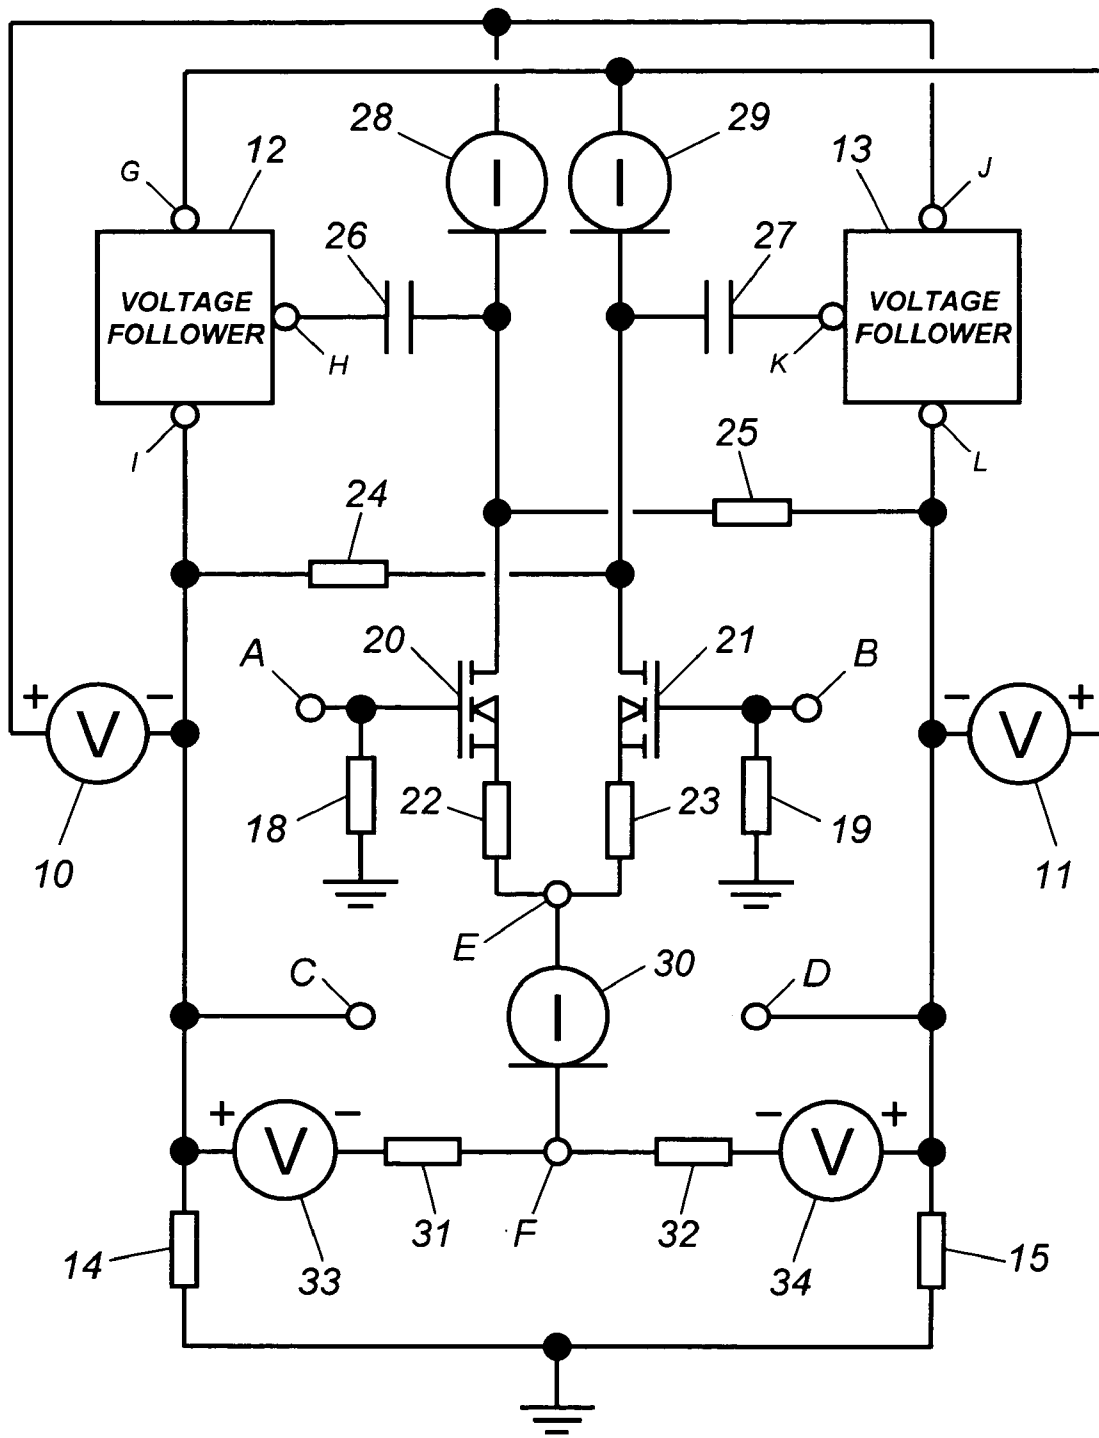 28
29
12
13
G
J
I
I
26
27
VOLTAGE
FOLLOWER
VOLTAGE
FOLLOWER
H
K
I
L
25
24
A
20
21
B
+
−
−
+
V
V
18
22
23
19
10
11
E
C
30
D
I
+
−
−
+
V
V
14
33
31
F
32
34
15